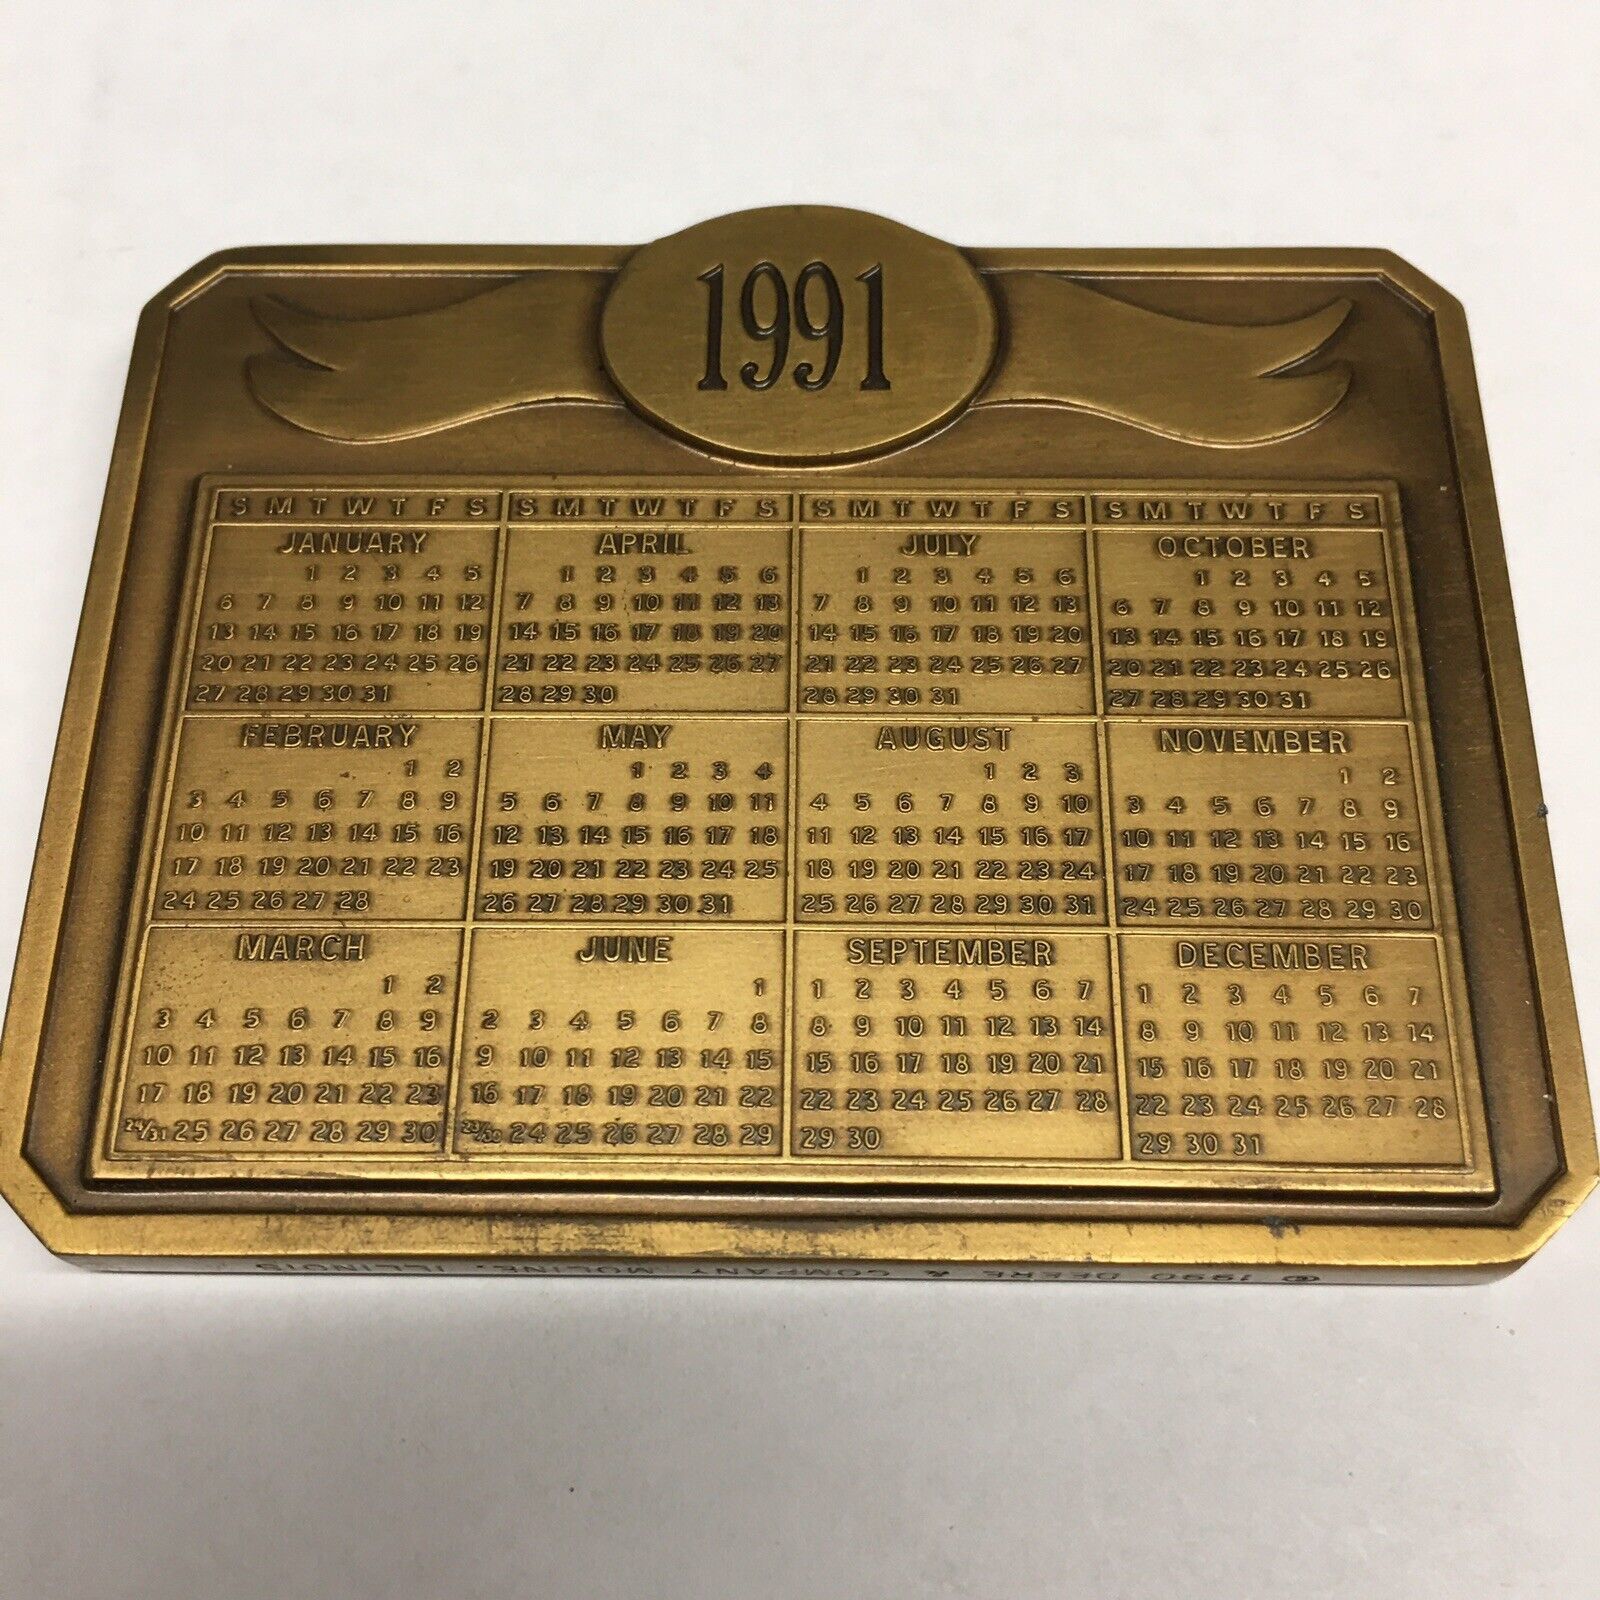 1991
S M T W T F S
JANUARY
1 2 3 4 5
6 7 8 9 10 11 12
13 14 15 16 17 18 19
20 21 22 23 24 25 26
27 28 29 30 31
FEBRUARY
1 2
3 4 5 6 7 8 9
10 11 12 13 14 15 16
17 18 19 20 21 22 23
24 25 26 27 28
MARCH
1 2
3 4 5 6 7 8 9
10 11 12 13 14 15 16
17 18 19 20 21 22 23
24/31 25 26 27 28 29 30
S M T W T F S
APRIL
1 2 3 4 5 6
7 8 9 10 11 12 13
14 15 16 17 18 19 20
21 22 23 24 25 26 27
28 29 30
MAY
1 2 3 4
5 6 7 8 9 10 11
12 13 14 15 16 17 18
19 20 21 22 23 24 25
26 27 28 29 30 31
JUNE
1
2 3 4 5 6 7 8
9 10 11 12 13 14 15
16 17 18 19 20 21 22
23/30 24 25 26 27 28 29
S M T W T F S
JULY
1 2 3 4 5 6
7 8 9 10 11 12 13
14 15 16 17 18 19 20
21 22 23 24 25 26 27
28 29 30 31
AUGUST
1 2 3
4 5 6 7 8 9 10
11 12 13 14 15 16 17
18 19 20 21 22 23 24
25 26 27 28 29 30 31
SEPTEMBER
1 2 3 4 5 6 7
8 9 10 11 12 13 14
15 16 17 18 19 20 21
22 23 24 25 26 27 28
29 30
S M T W T F S
OCTOBER
1 2 3 4 5
6 7 8 9 10 11 12
13 14 15 16 17 18 19
20 21 22 23 24 25 26
27 28 29 30 31
NOVEMBER
1 2
3 4 5 6 7 8 9
10 11 12 13 14 15 16
17 18 19 20 21 22 23
24 25 26 27 28 29 30
DECEMBER
1 2 3 4 5 6 7
8 9 10 11 12 13 14
15 16 17 18 19 20 21
22 23 24 25 26 27 28
29 30 31
© 1990 DEERE & COMPANY MOLINE, ILLINOIS